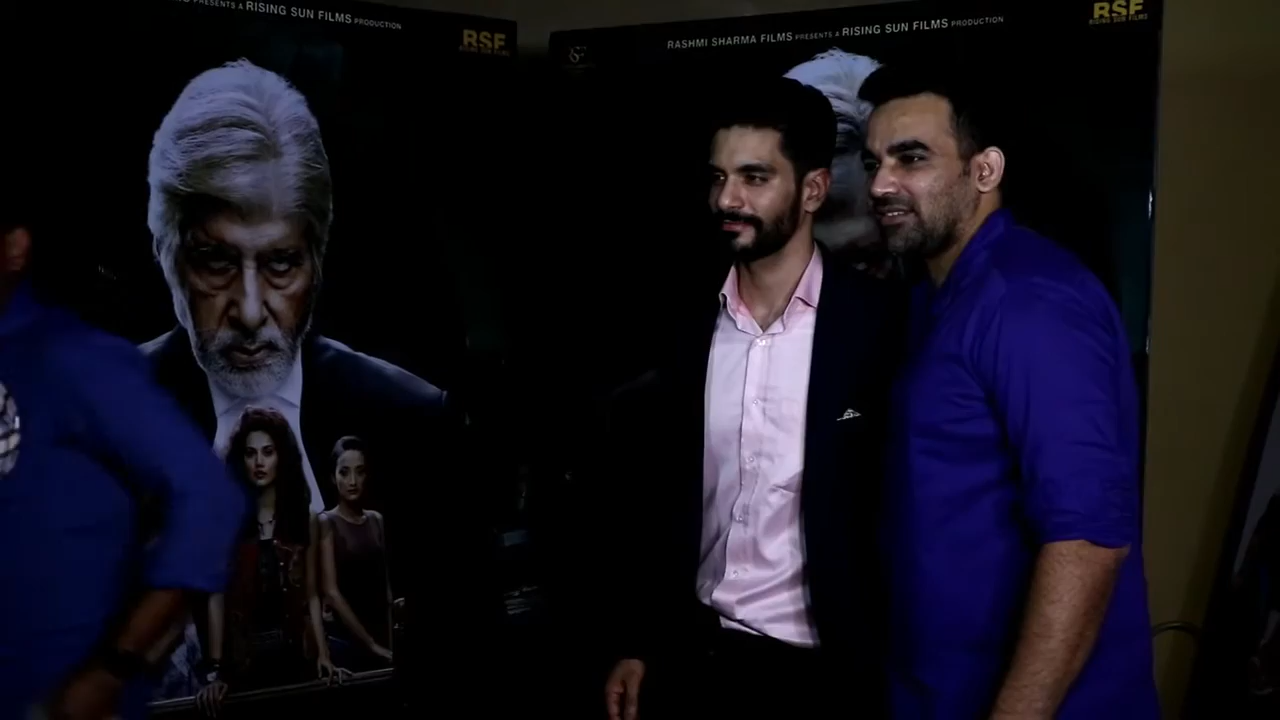 PRESENTS A RISING SUN FILMS PRODUCTION
RSF
RISING SUN FILMS
RASHMI SHARMA FILMS PRESENTS A RISING SUN FILMS PRODUCTION
RSF
RISING SUN FILMS